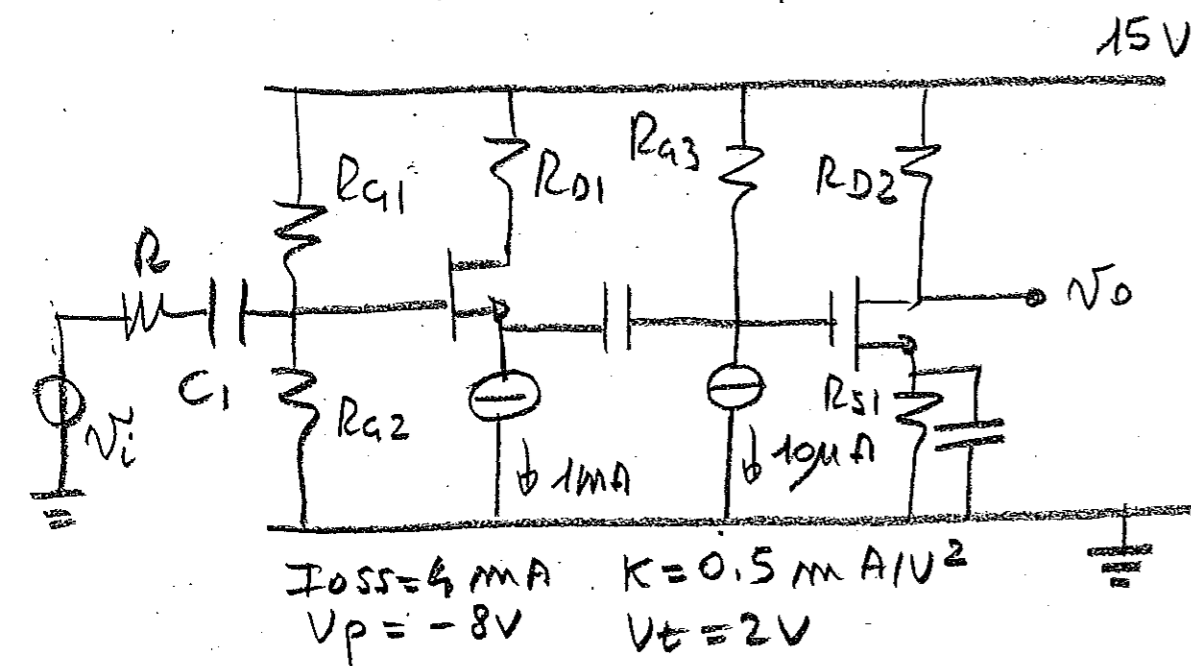 15V
RG1
RD1
RG3
RD2
R
C1
Vi
RG2
1mA
10μA
RS1
Vo
IDSS=4 mA K=0.5 mA/V²
Vp=-8V Vt=2V